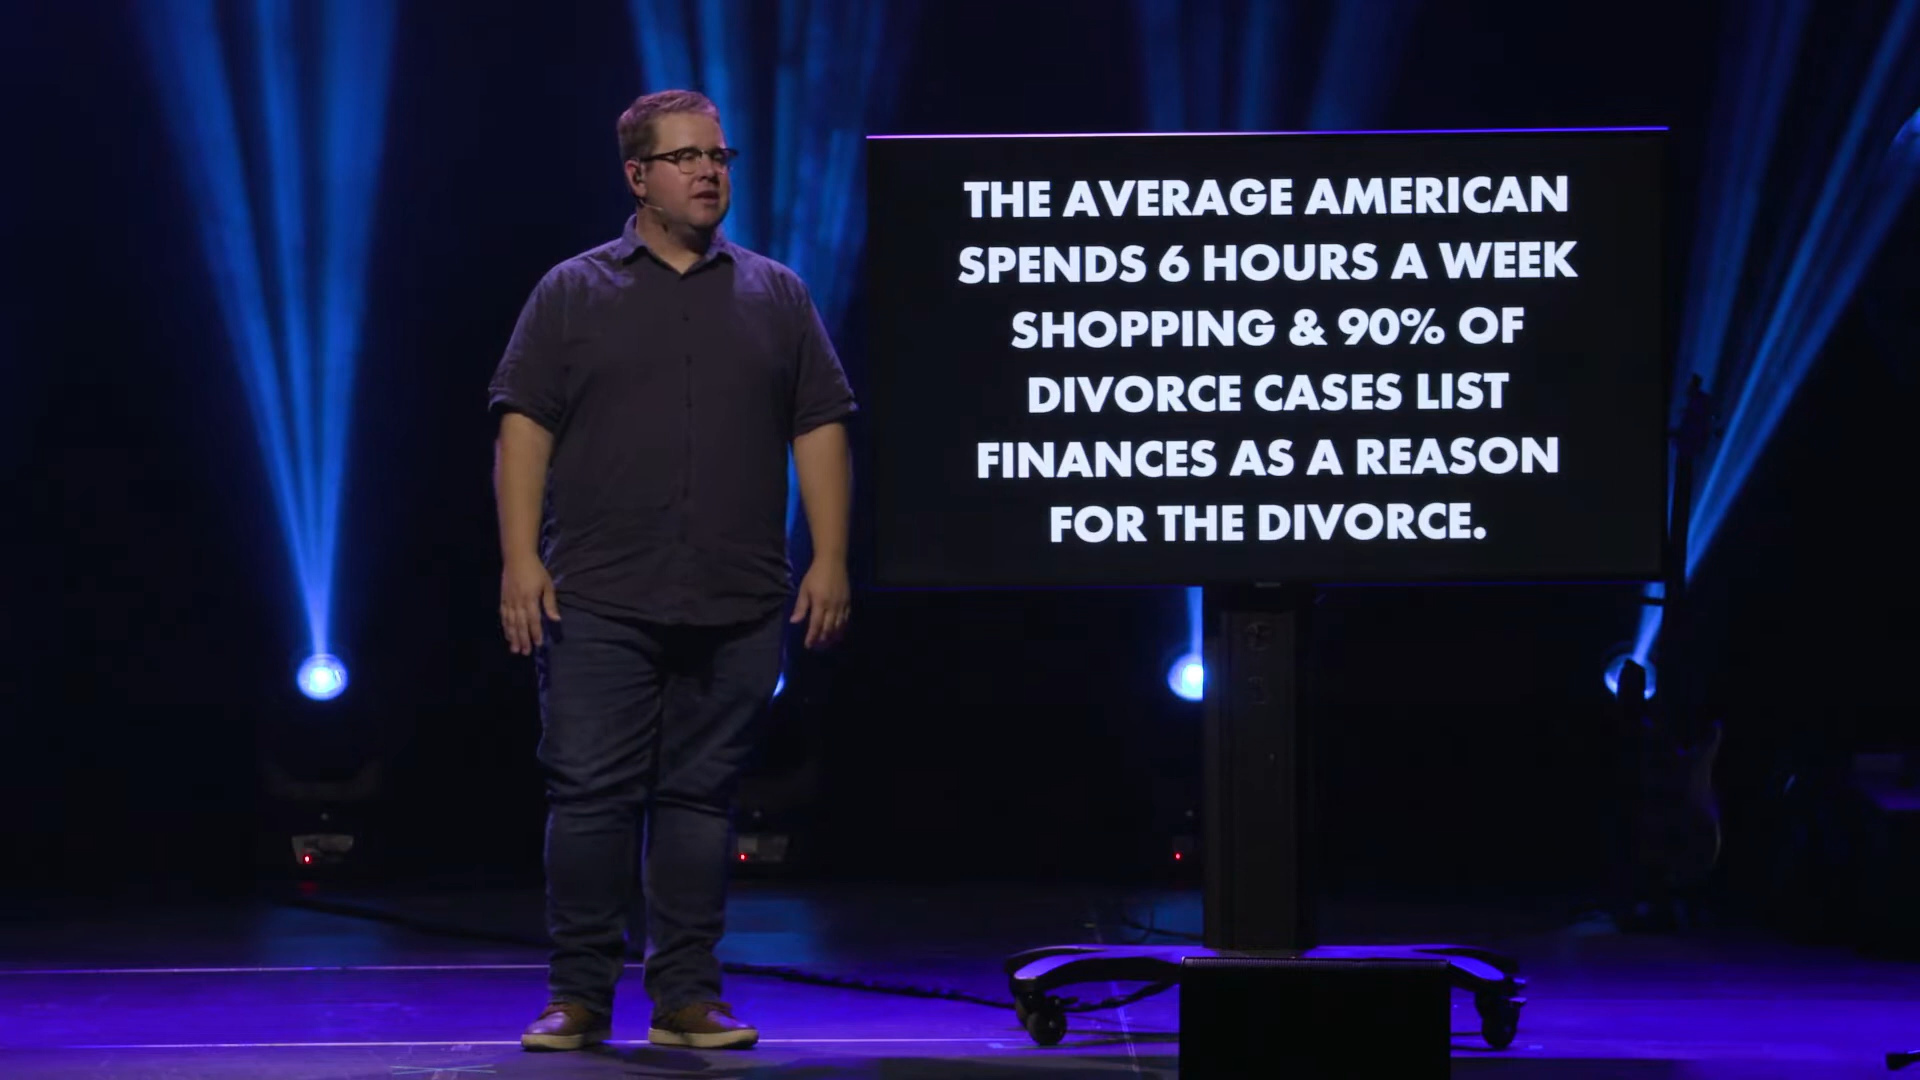 THE AVERAGE AMERICAN
SPENDS 6 HOURS A WEEK
SHOPPING & 90% OF
DIVORCE CASES LIST
FINANCES AS A REASON
FOR THE DIVORCE.